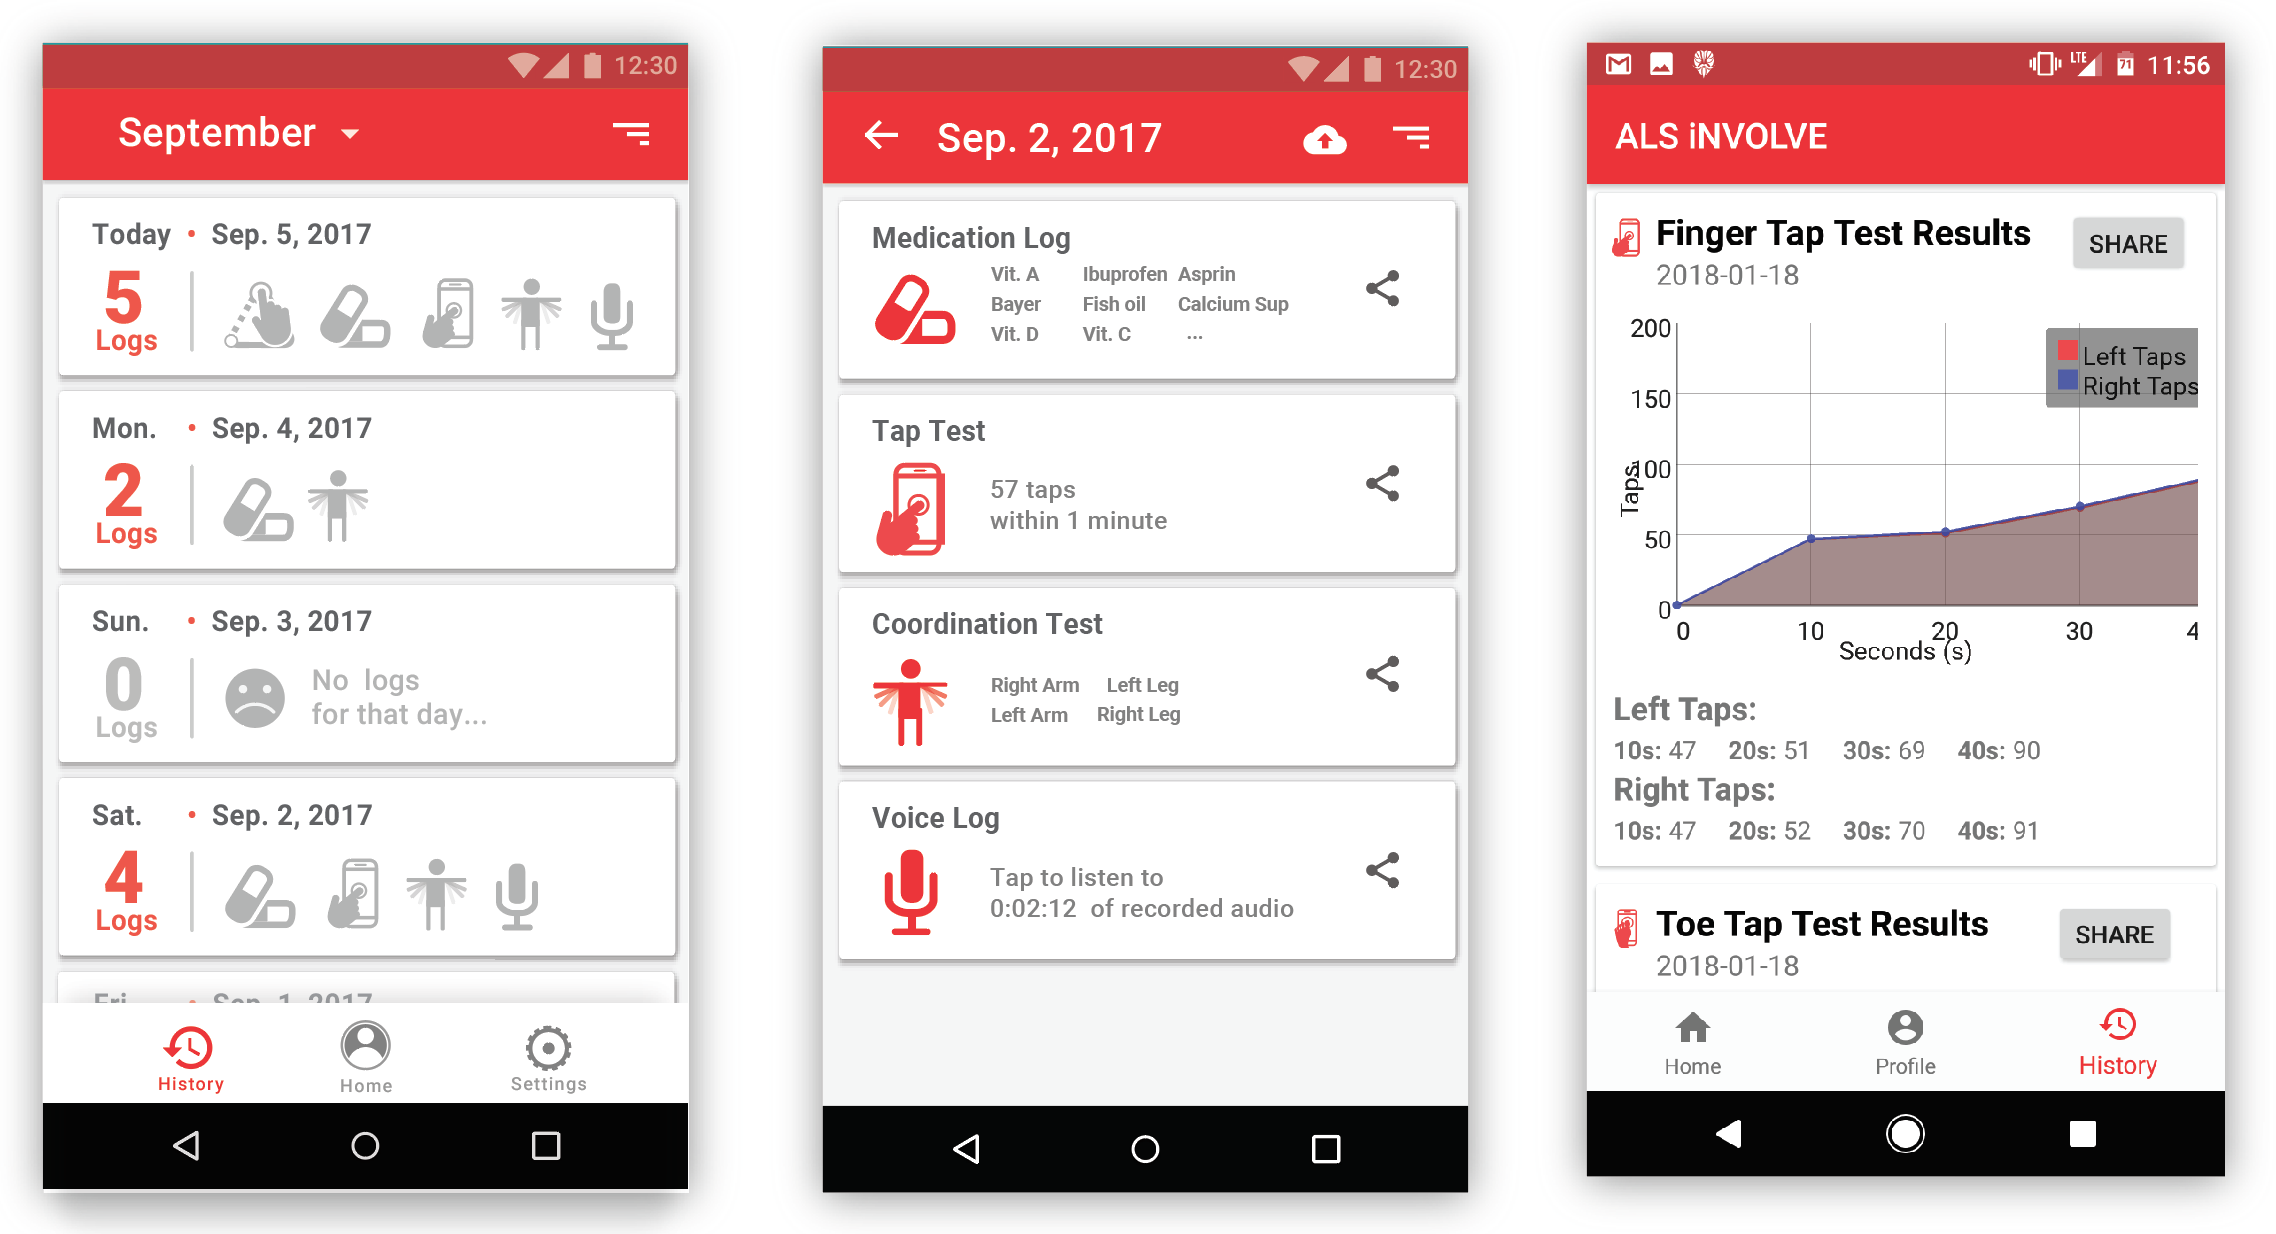 12:30
September
Today • Sep. 5, 2017
5
Logs
Mon. • Sep. 4, 2017
2
Logs
Sun. • Sep. 3, 2017
0
Logs
No logs
for that day...
Sat. • Sep. 2, 2017
4
Logs
Fri. • Sep. 1, 2017
History
Home
Settings
12:30
Sep. 2, 2017
Medication Log
Vit. A Ibuprofen Asprin
Bayer Fish oil Calcium Sup
Vit. D Vit. C ...
Tap Test
57 taps
within 1 minute
Coordination Test
Right Arm Left Leg
Left Arm Right Leg
Voice Log
Tap to listen to
0:02:12 of recorded audio
LTE 71 11:56
ALS iNVOLVE
Finger Tap Test Results
SHARE
2018-01-18
200
150
100
50
0
Taps
Left Taps
Right Taps
0 10 20 30 4
Seconds (s)
Left Taps:
10s: 47 20s: 51 30s: 69 40s: 90
Right Taps:
10s: 47 20s: 52 30s: 70 40s: 91
Toe Tap Test Results
SHARE
2018-01-18
Home
Profile
History